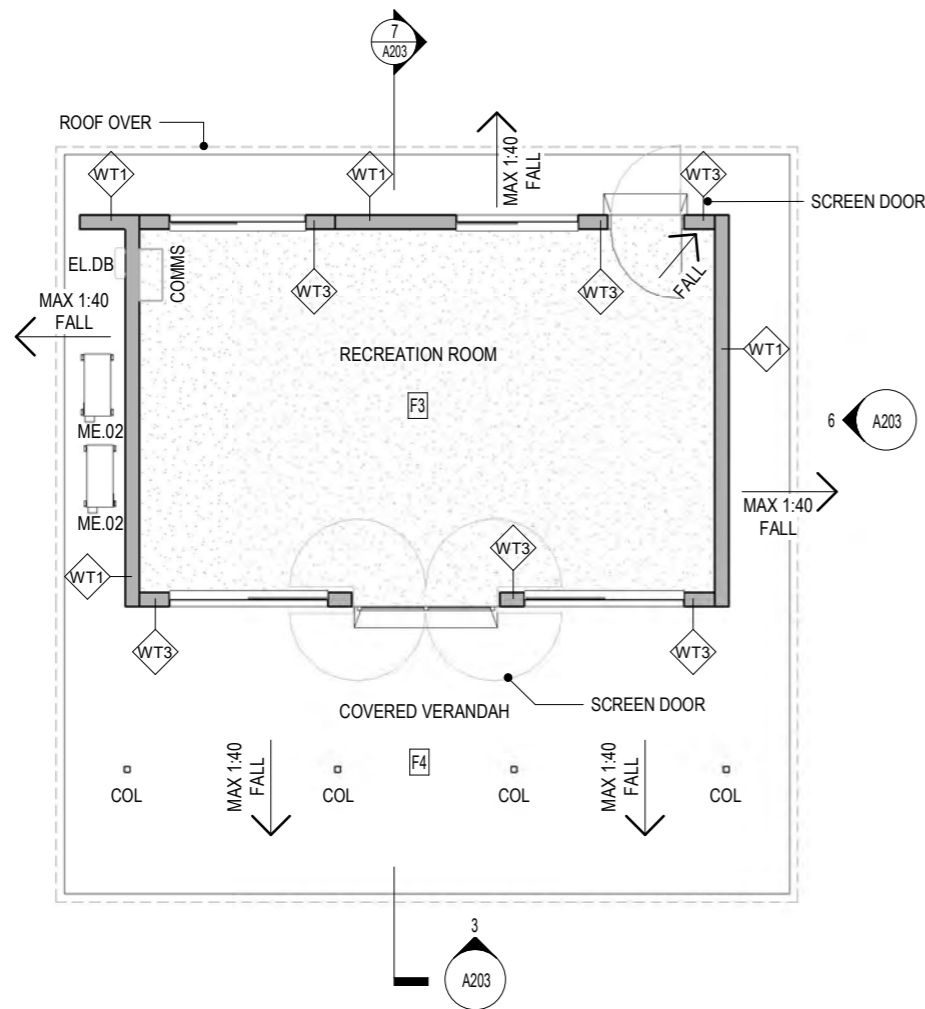 7
A203
ROOF OVER
WT1
WT1
MAX 1:40
FALL
WT3
SCREEN DOOR
EL.DB
COMMS
WT3
WT3
FALL
MAX 1:40
FALL
RECREATION ROOM
WT1
F3
ME.02
6
A203
ME.02
MAX 1:40
FALL
WT1
WT3
WT3
WT3
SCREEN DOOR
COVERED VERANDAH
F4
MAX 1:40
FALL
MAX 1:40
FALL
COL
COL
COL
COL
3
A203